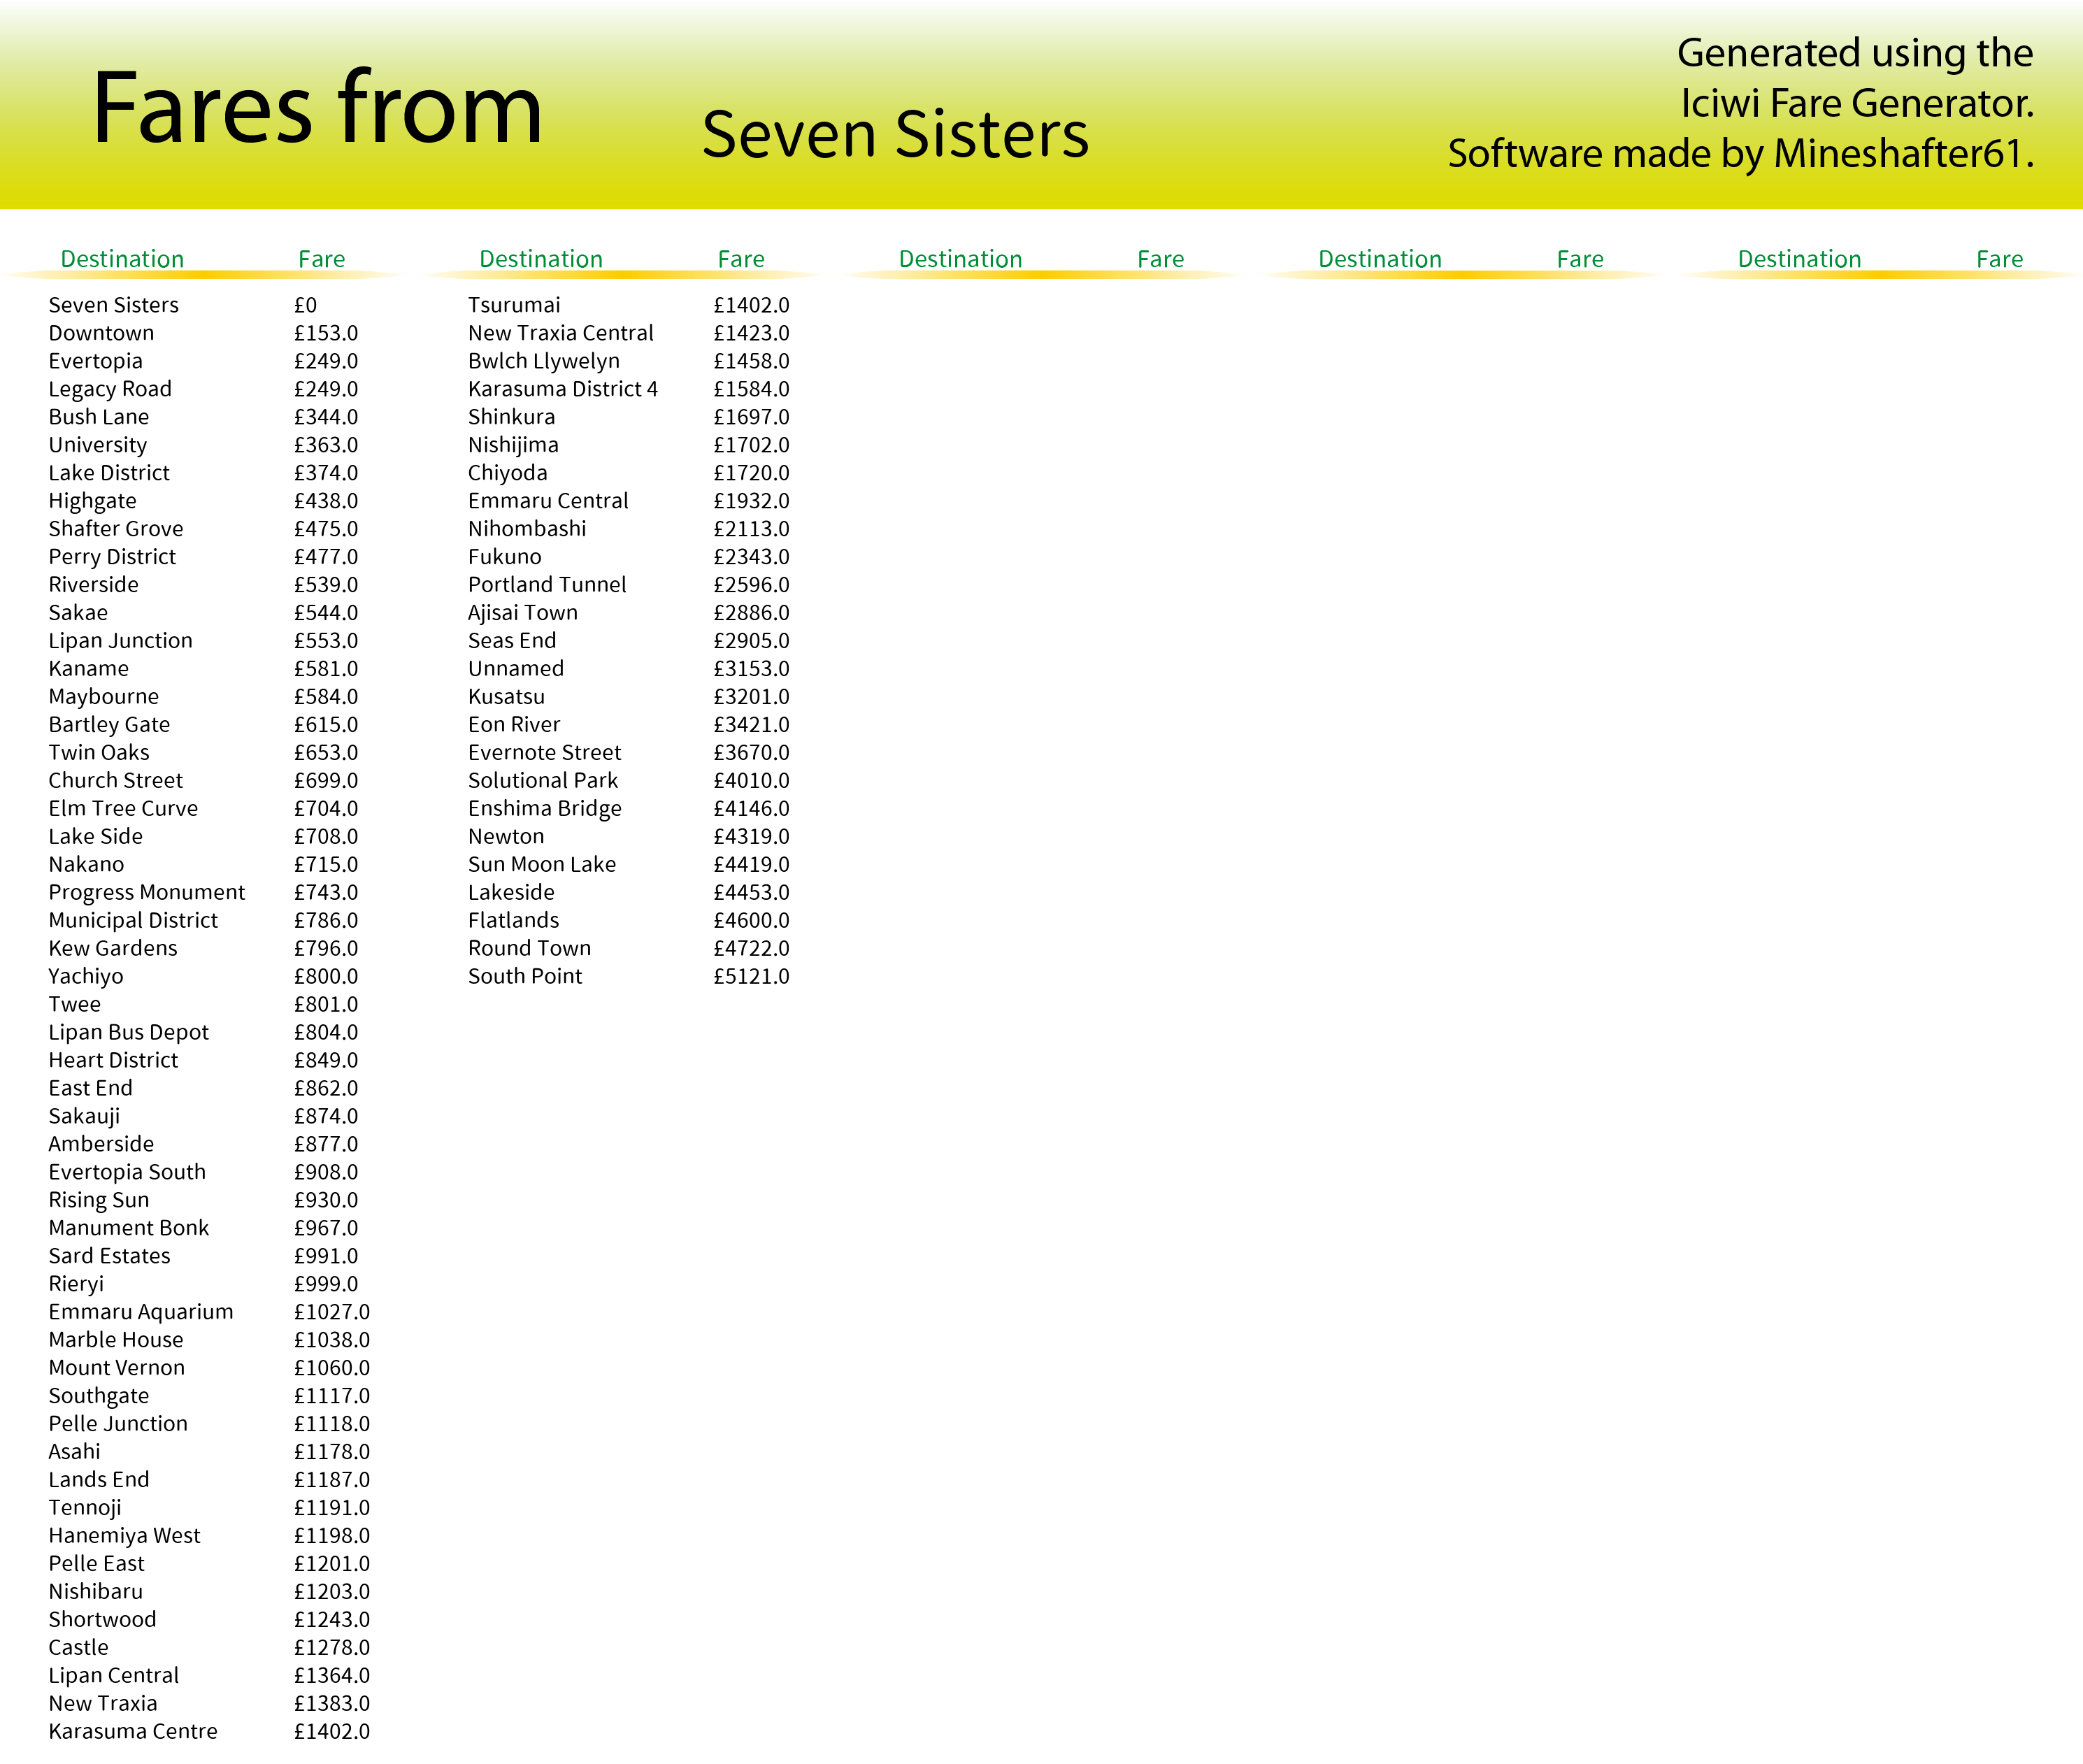 Fares from
Seven Sisters
Generated using the
Iciwi Fare Generator.
Software made by Mineshafter61.
Destination Fare
Seven Sisters £0
Downtown £153.0
Evertopia £249.0
Legacy Road £249.0
Bush Lane £344.0
University £363.0
Lake District £374.0
Highgate £438.0
Shafter Grove £475.0
Perry District £477.0
Riverside £539.0
Sakae £544.0
Lipan Junction £553.0
Kaname £581.0
Maybourne £584.0
Bartley Gate £615.0
Twin Oaks £653.0
Church Street £699.0
Elm Tree Curve £704.0
Lake Side £708.0
Nakano £715.0
Progress Monument £743.0
Municipal District £786.0
Kew Gardens £796.0
Yachiyo £800.0
Twee £801.0
Lipan Bus Depot £804.0
Heart District £849.0
East End £862.0
Sakauji £874.0
Amberside £877.0
Evertopia South £908.0
Rising Sun £930.0
Manument Bonk £967.0
Sard Estates £991.0
Rieryi £999.0
Emmaru Aquarium £1027.0
Marble House £1038.0
Mount Vernon £1060.0
Southgate £1117.0
Pelle Junction £1118.0
Asahi £1178.0
Lands End £1187.0
Tennoji £1191.0
Hanemiya West £1198.0
Pelle East £1201.0
Nishibaru £1203.0
Shortwood £1243.0
Castle £1278.0
Lipan Central £1364.0
New Traxia £1383.0
Karasuma Centre £1402.0
Destination Fare
Tsurumai £1402.0
New Traxia Central £1423.0
Bwlch Llywelyn £1458.0
Karasuma District 4 £1584.0
Shinkura £1697.0
Nishijima £1702.0
Chiyoda £1720.0
Emmaru Central £1932.0
Nihombashi £2113.0
Fukuno £2343.0
Portland Tunnel £2596.0
Ajisai Town £2886.0
Seas End £2905.0
Unnamed £3153.0
Kusatsu £3201.0
Eon River £3421.0
Evernote Street £3670.0
Solutional Park £4010.0
Enshima Bridge £4146.0
Newton £4319.0
Sun Moon Lake £4419.0
Lakeside £4453.0
Flatlands £4600.0
Round Town £4722.0
South Point £5121.0
Destination Fare
Destination Fare
Destination Fare